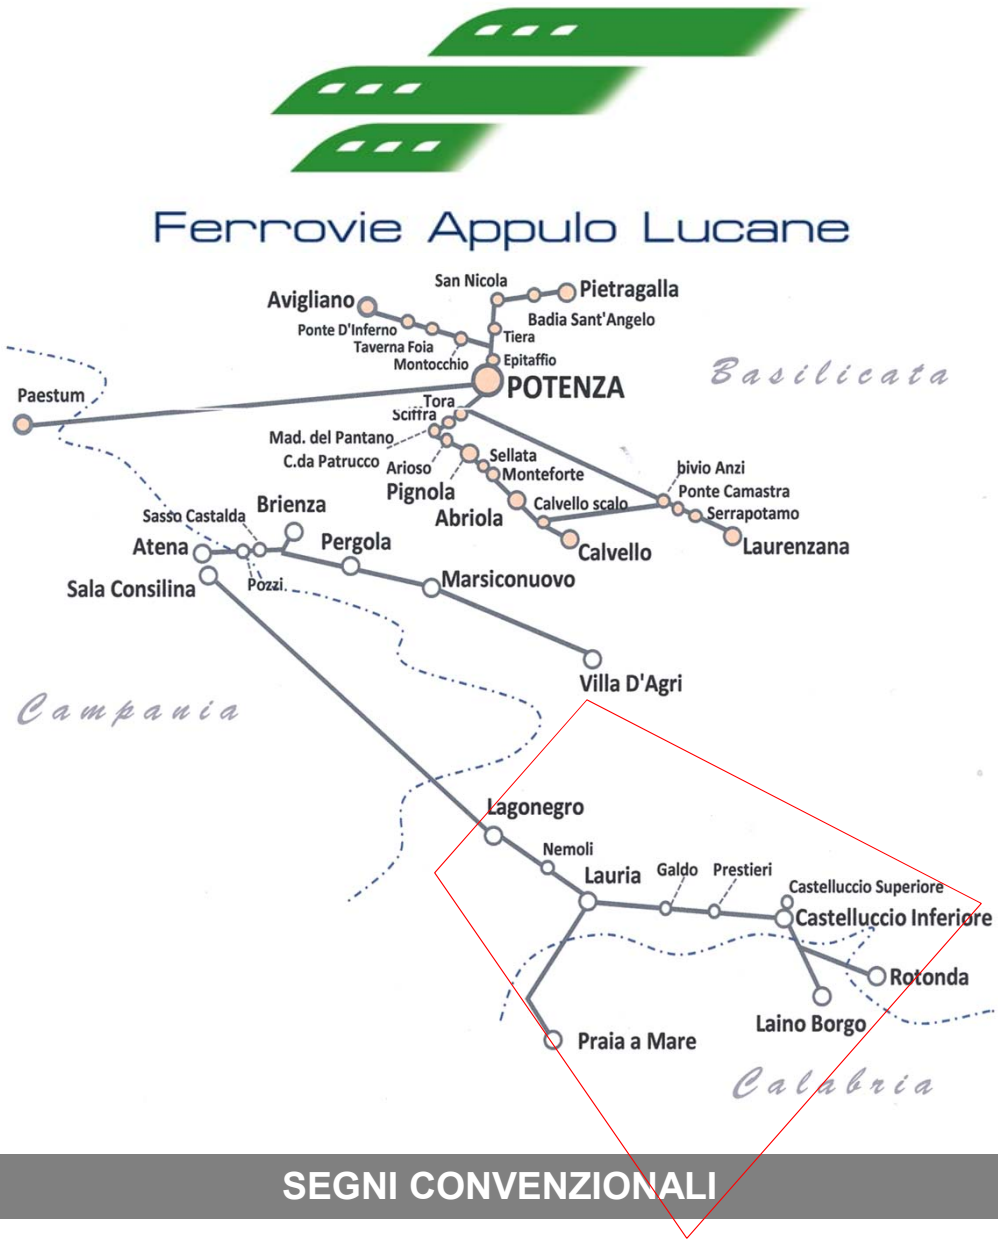 Ferrovie Appulo Lucane
San Nicola
Pietragalla
Avigliano
Badia Sant'Angelo
Ponte D'Inferno
Tiera
Taverna Foia
Montocchio
Epitaffio
Basilicata
POTENZA
Paestum
Tora
Sciffra
Mad. del Pantano
C.da Patrucco
Arioso
Sellata
Monteforte
bivio Anzi
Pignola
Ponte Camastra
Brienza
Calvello scalo
Serrapotamo
Sasso Castalda
Abriola
Atena
Pergola
Calvello
Laurenzana
Sala Consilina
Pozzi
Marsiconuovo
Villa D'Agri
Campania
Lagonegro
Nemoli
Lauria
Galdo
Prestieri
Castelluccio Superiore
Castelluccio Inferiore
Rotonda
Laino Borgo
Praia a Mare
Calabria
SEGNI CONVENZIONALI